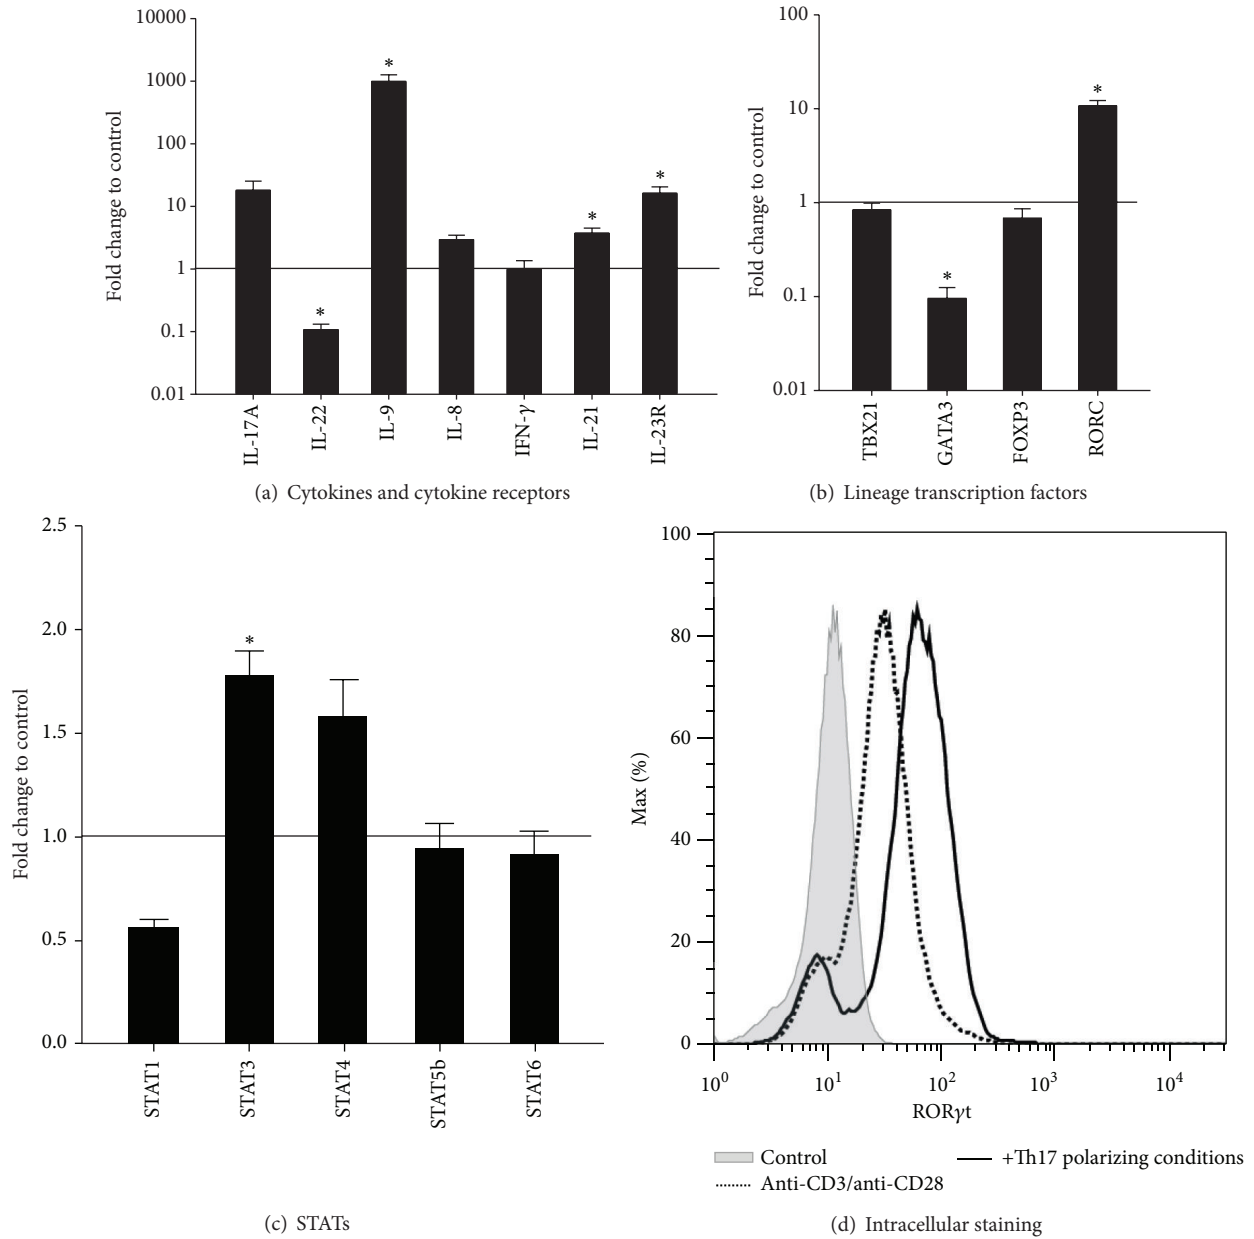 10000
1000
100
10
1
0.1
0.01
Fold change to control
*
*
*
*
IL-17A
IL-22
IL-9
IL-8
IFN-γ
IL-21
IL-23R
(a) Cytokines and cytokine receptors
100
10
1
0.1
0.01
Fold change to control
*
*
TBX21
GATA3
FOXP3
RORC
(b) Lineage transcription factors
2.5
2.0
1.5
1.0
0.5
0.0
Fold change to control
*
STAT1
STAT3
STAT4
STAT5b
STAT6
(c) STATs
100
80
60
40
20
0
Max (%)
10⁰
10¹
10²
10³
10⁴
RORγt
Control
+Th17 polarizing conditions
Anti-CD3/anti-CD28
(d) Intracellular staining